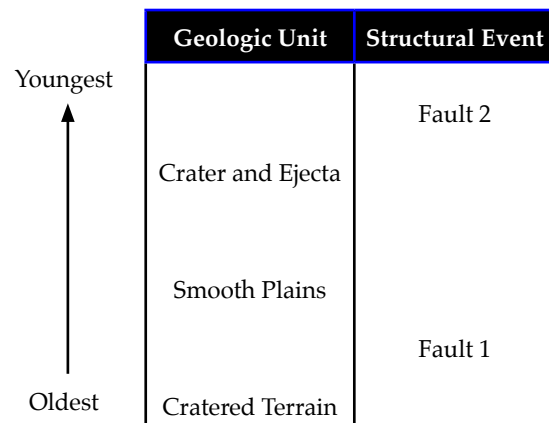 Geologic Unit Structural Event
Youngest
Fault 2
Crater and Ejecta
Smooth Plains
Fault 1
Oldest Cratered Terrain